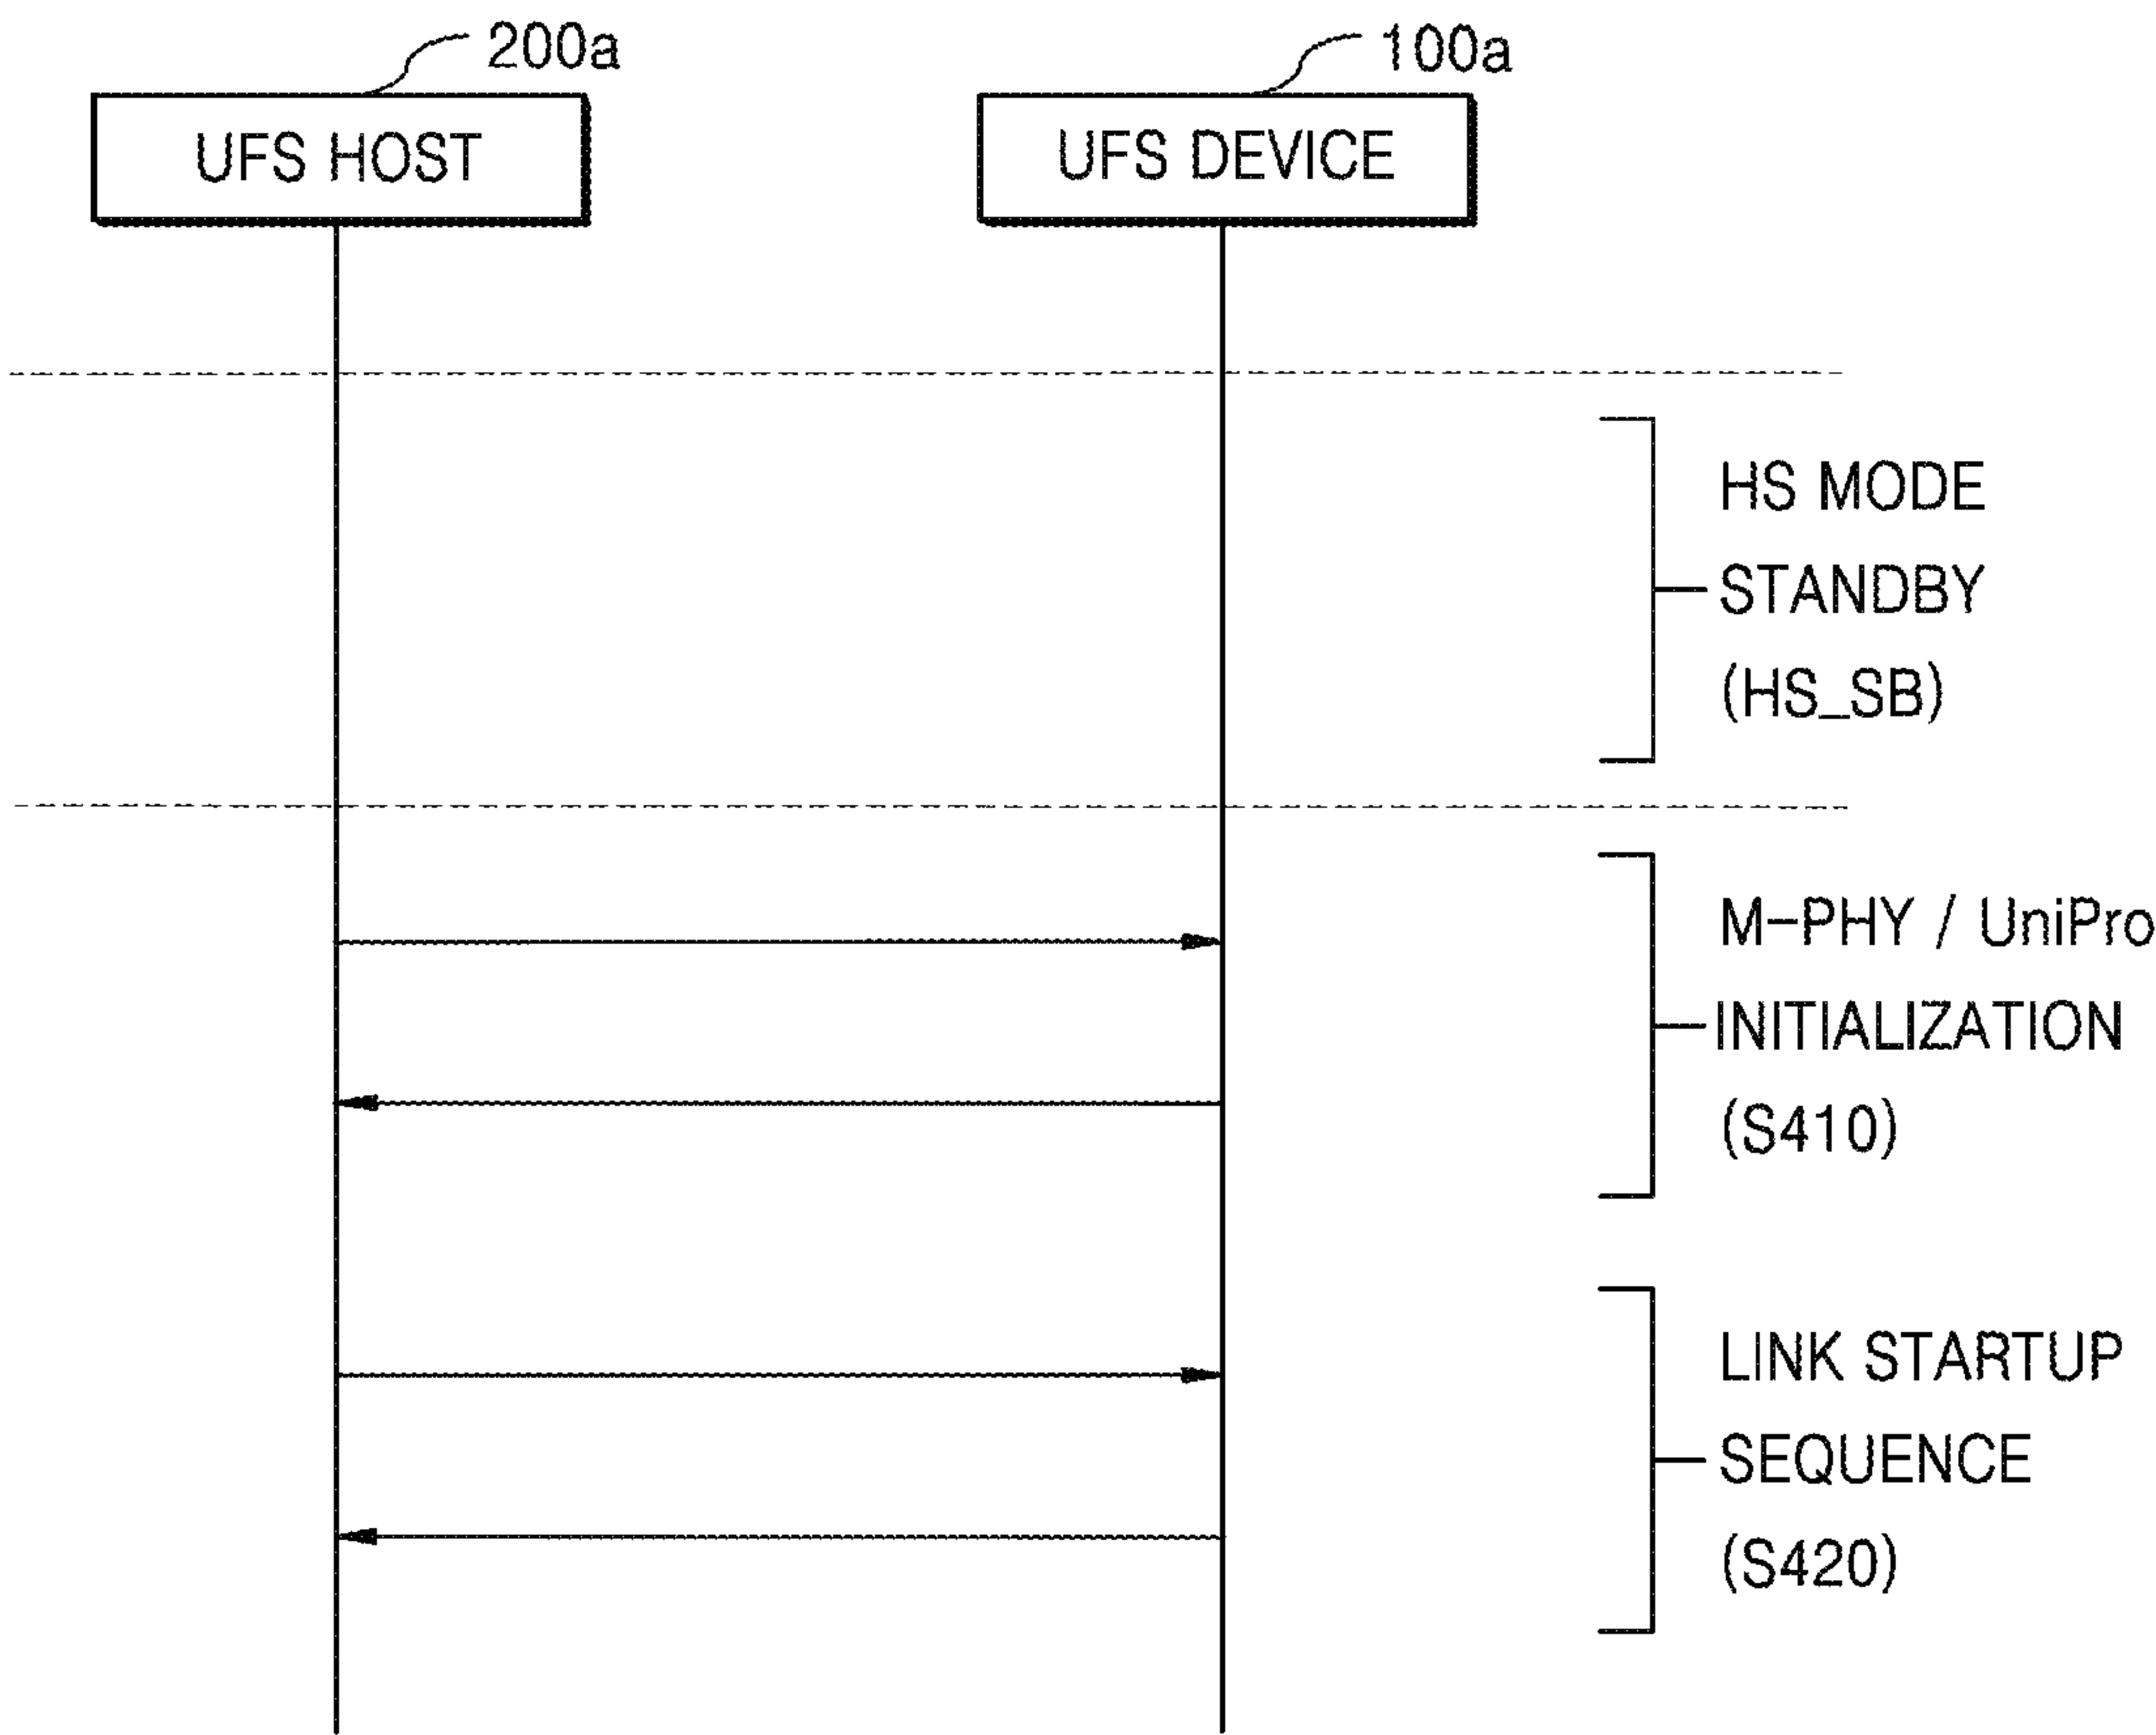 200a
100a
UFS HOST
UFS DEVICE
HS MODE
STANDBY
(HS_SB)
M-PHY / UniPro
INITIALIZATION
(S410)
LINK STARTUP
SEQUENCE
(S420)